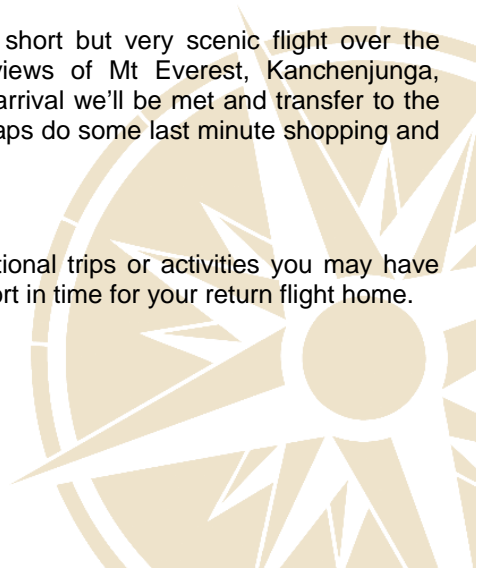 short but very scenic flight over the
views of Mt Everest, Kanchenjunga,
arrival we'll be met and transfer to the
aps do some last minute shopping and
tional trips or activities you may have
ort in time for your return flight home.